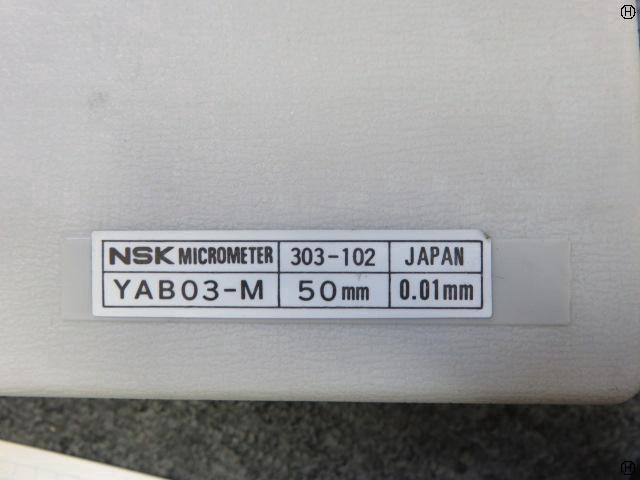 NSK MICROMETER 303-102 JAPAN
YAB03-M 50mm 0.01mm
H
H